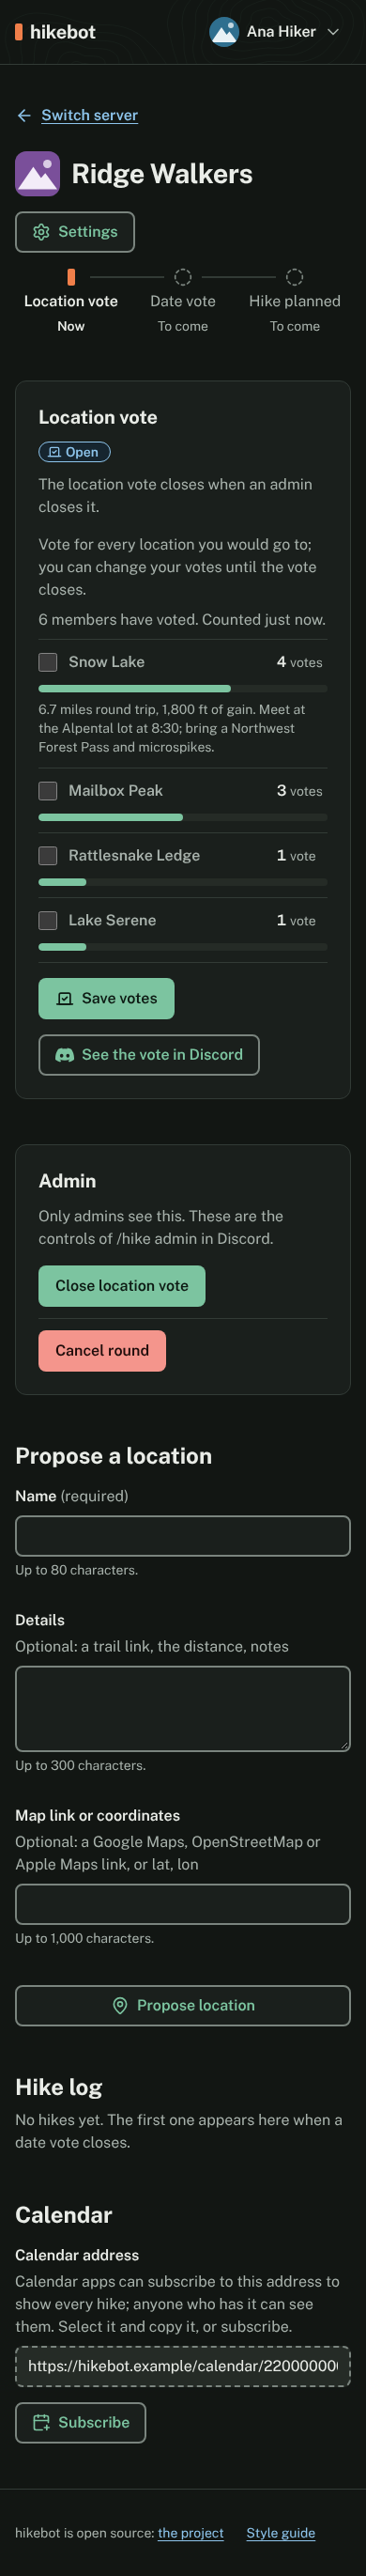 hikebot
Ana Hiker
Switch server
Ridge Walkers
Settings
Location vote
Date vote
Hike planned
Now
To come
To come
Location vote
Open
The location vote closes when an admin
closes it.
Vote for every location you would go to;
you can change your votes until the vote
closes.
6 members have voted. Counted just now.
Snow Lake 4 votes
6.7 miles round trip, 1,800 ft of gain. Meet at
the Alpental lot at 8:30; bring a Northwest
Forest Pass and microspikes.
Mailbox Peak 3 votes
Rattlesnake Ledge 1 vote
Lake Serene 1 vote
Save votes
See the vote in Discord
Admin
Only admins see this. These are the
controls of /hike admin in Discord.
Close location vote
Cancel round
Propose a location
Name (required)
Up to 80 characters.
Details
Optional: a trail link, the distance, notes
Up to 300 characters.
Map link or coordinates
Optional: a Google Maps, OpenStreetMap or
Apple Maps link, or lat, lon
Up to 1,000 characters.
Propose location
Hike log
No hikes yet. The first one appears here when a
date vote closes.
Calendar
Calendar address
Calendar apps can subscribe to this address to
show every hike; anyone who has it can see
them. Select it and copy it, or subscribe.
https://hikebot.example/calendar/220000000
Subscribe
hikebot is open source: the project
Style guide